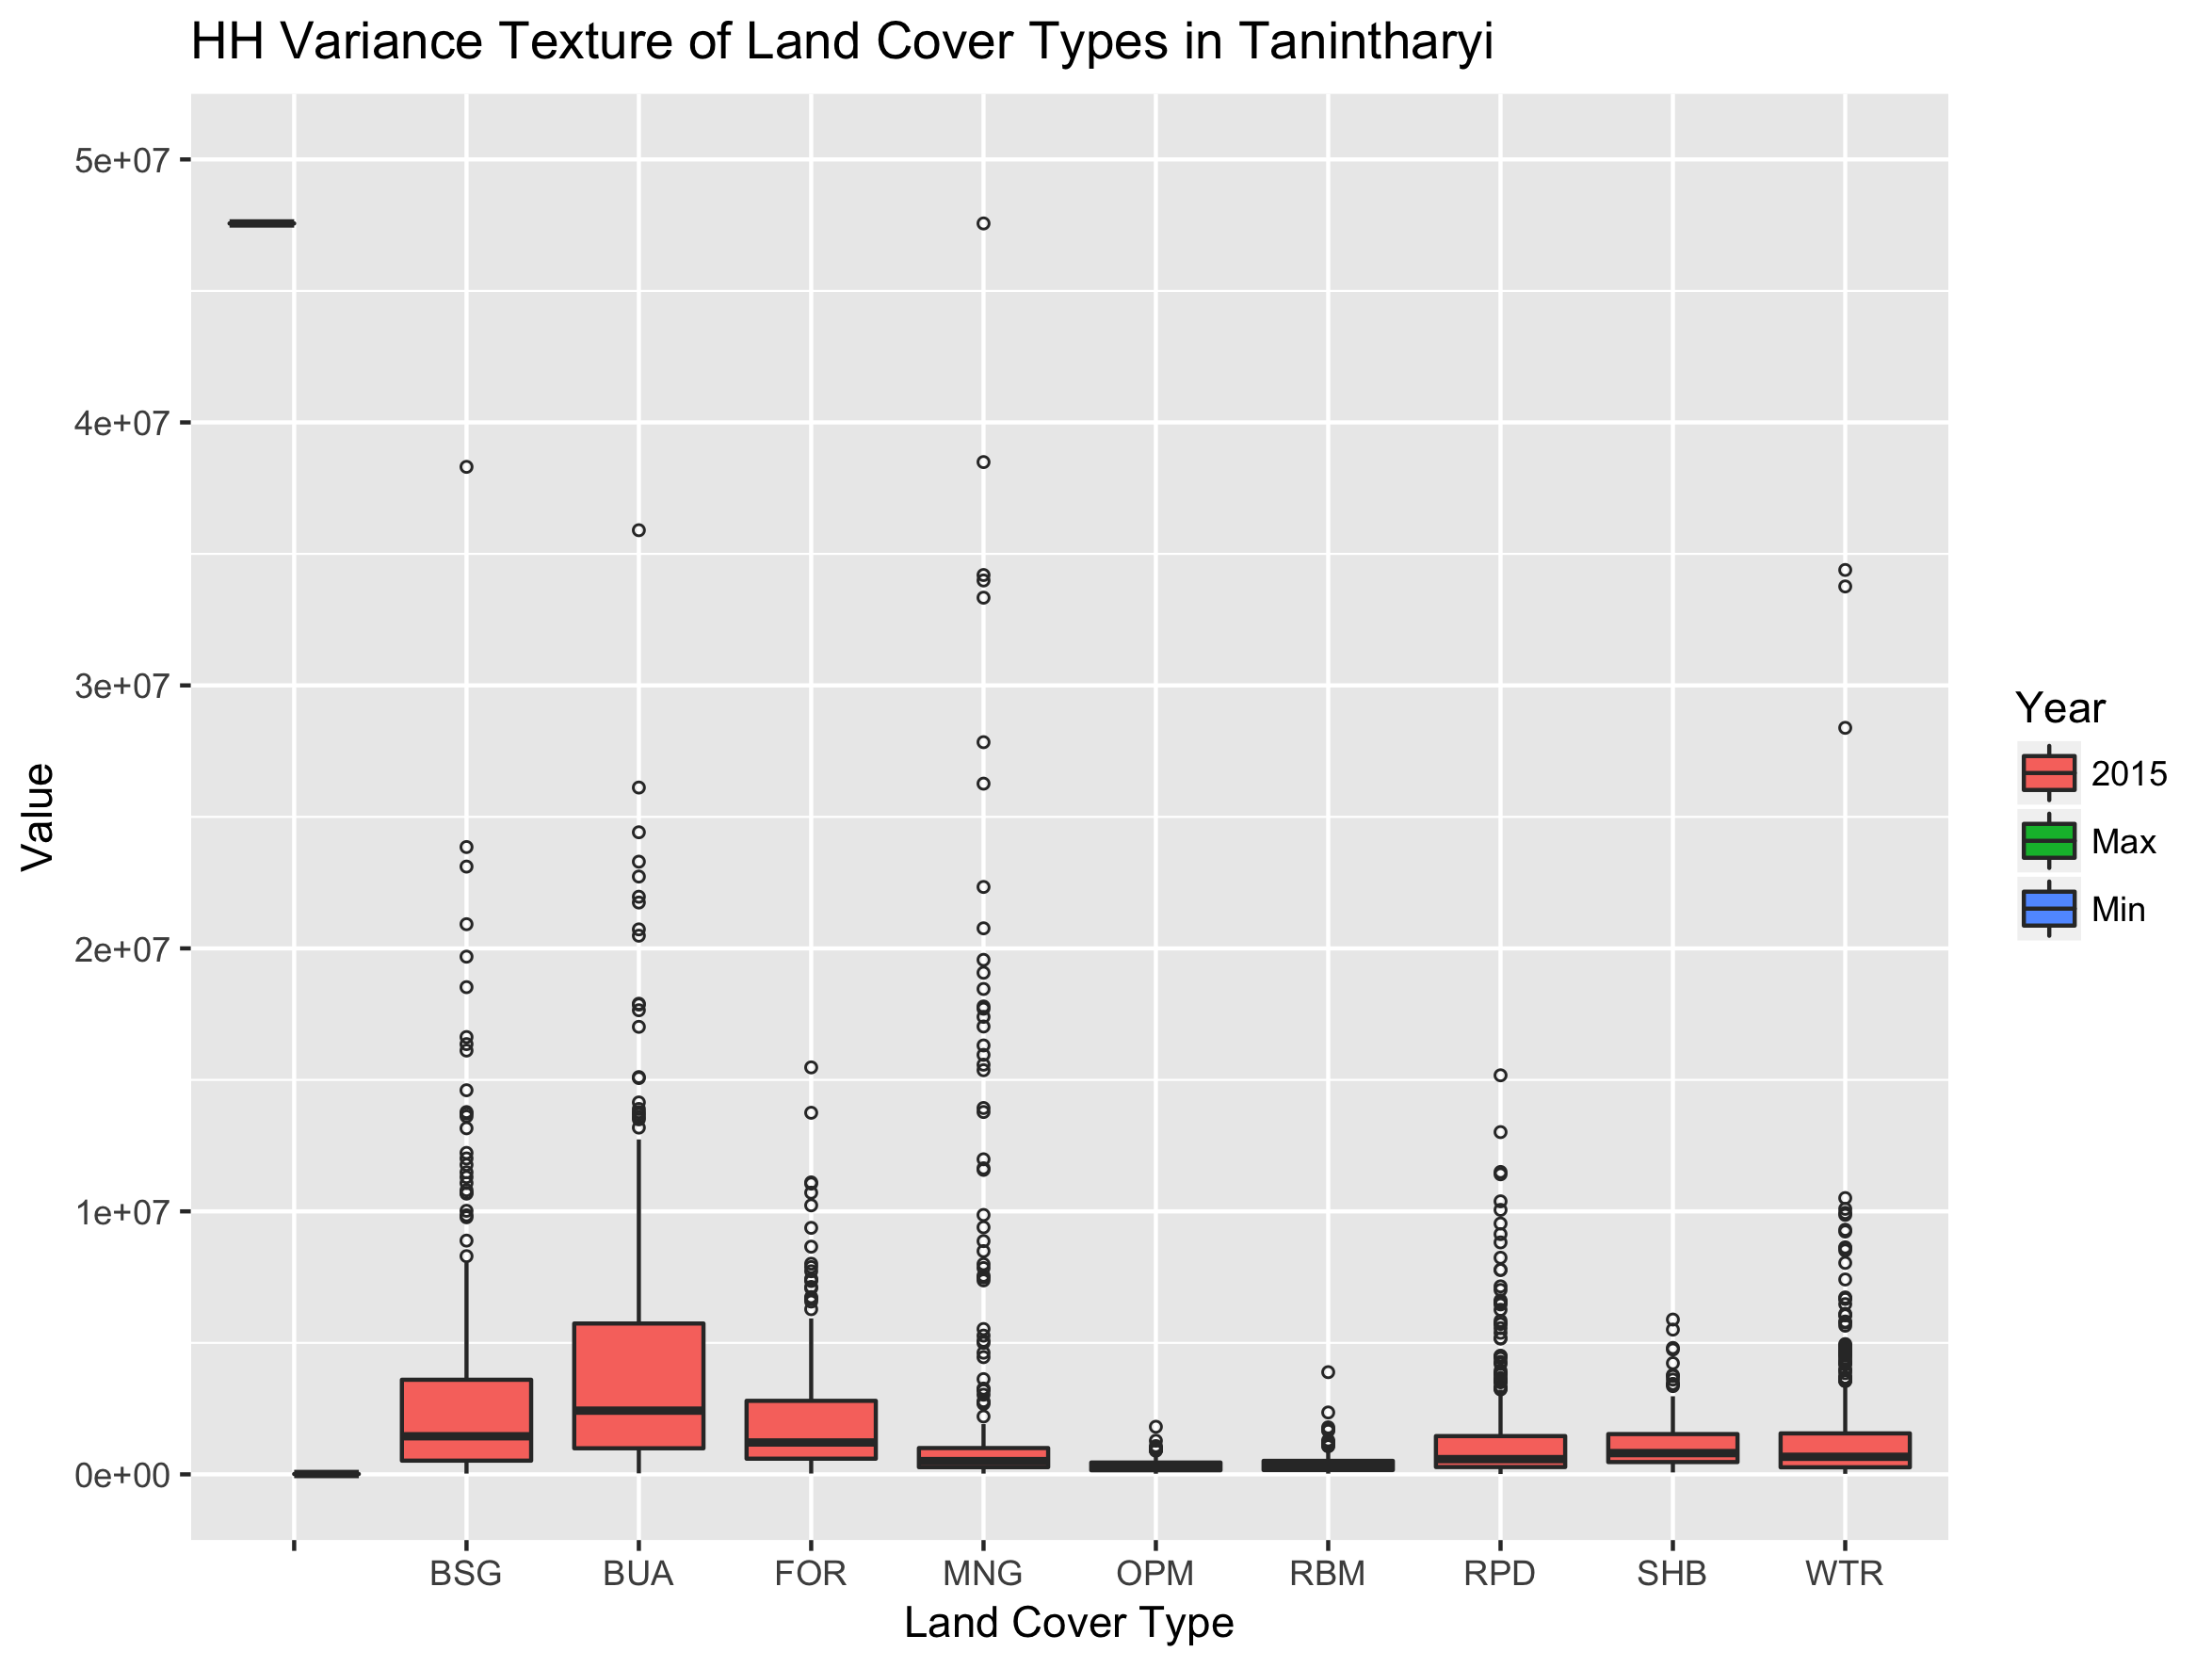 HH Variance Texture of Land Cover Types in Tanintharyi
5e+07
4e+07
3e+07
2e+07
1e+07
0e+00
Value
BSG BUA FOR MNG OPM RBM RPD SHB WTR
Land Cover Type
Year
2015
Max
Min